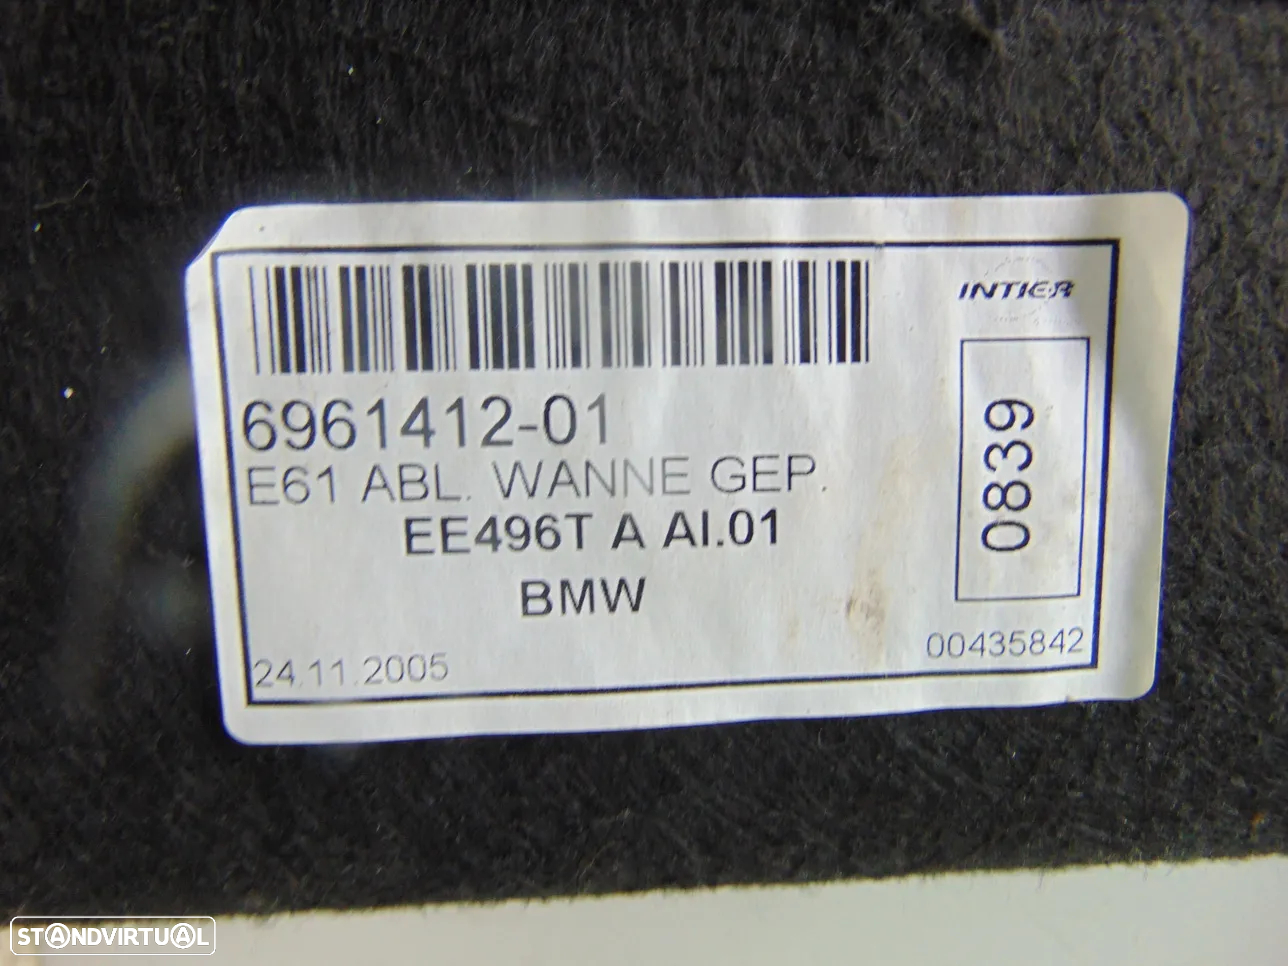 INTIER
6961412-01
E61 ABL. WANNE GEP.
EE496T A AI.01
BMW
0839
24.11.2005
00435842
STANDVIRTUAL